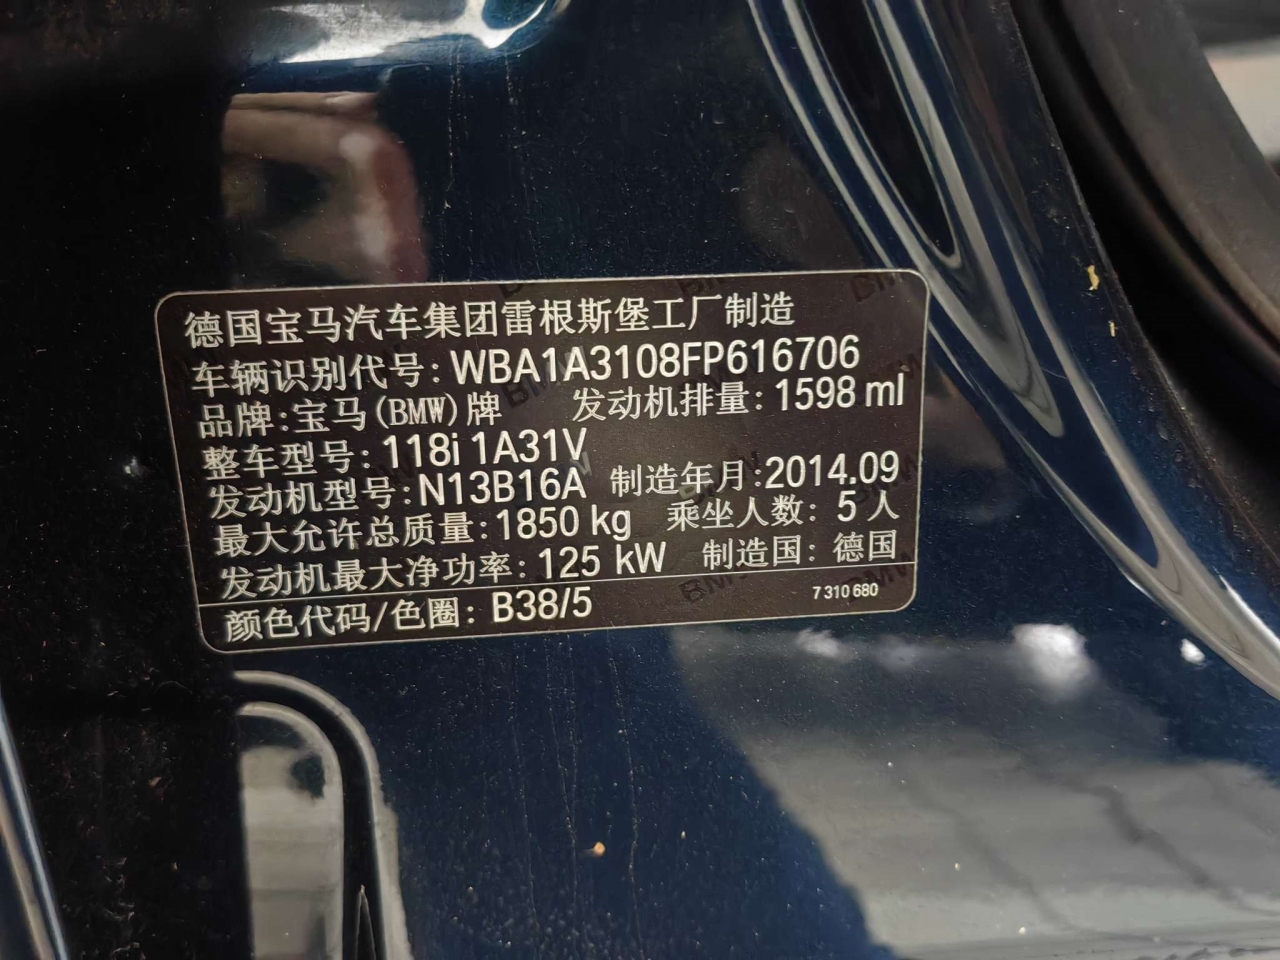 德国宝马汽车集团雷根斯堡工厂制造
车辆识别代号: WBA1A3108FP616706
品牌:宝马(BMW)牌 发动机排量: 1598 ml
整车型号: 118i 1A31V
发动机型号: N13B16A 制造年月:2014.09
最大允许总质量: 1850 kg 乘坐人数: 5 人
发动机最大净功率: 125 kW 制造国: 德国
颜色代码/色圈: B38/5 7 310 680